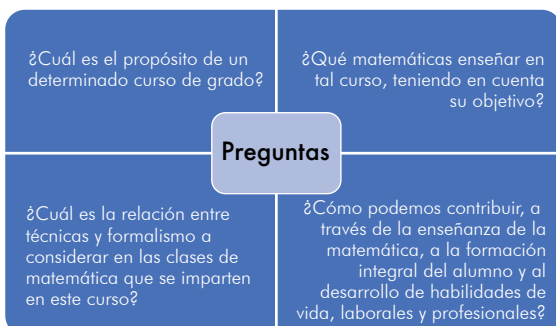 ¿Cuál es el propósito de un
determinado curso de grado?
¿Qué matemáticas enseñar en
tal curso, teniendo en cuenta
su objetivo?
Preguntas
¿Cuál es la relación entre
técnicas y formalismo a
considerar en las clases de
matemática que se imparten
en este curso?
¿Cómo podemos contribuir, a
través de la enseñanza de la
matemática, a la formación
integral del alumno y al
desarrollo de habilidades de
vida, laborales y profesionales?